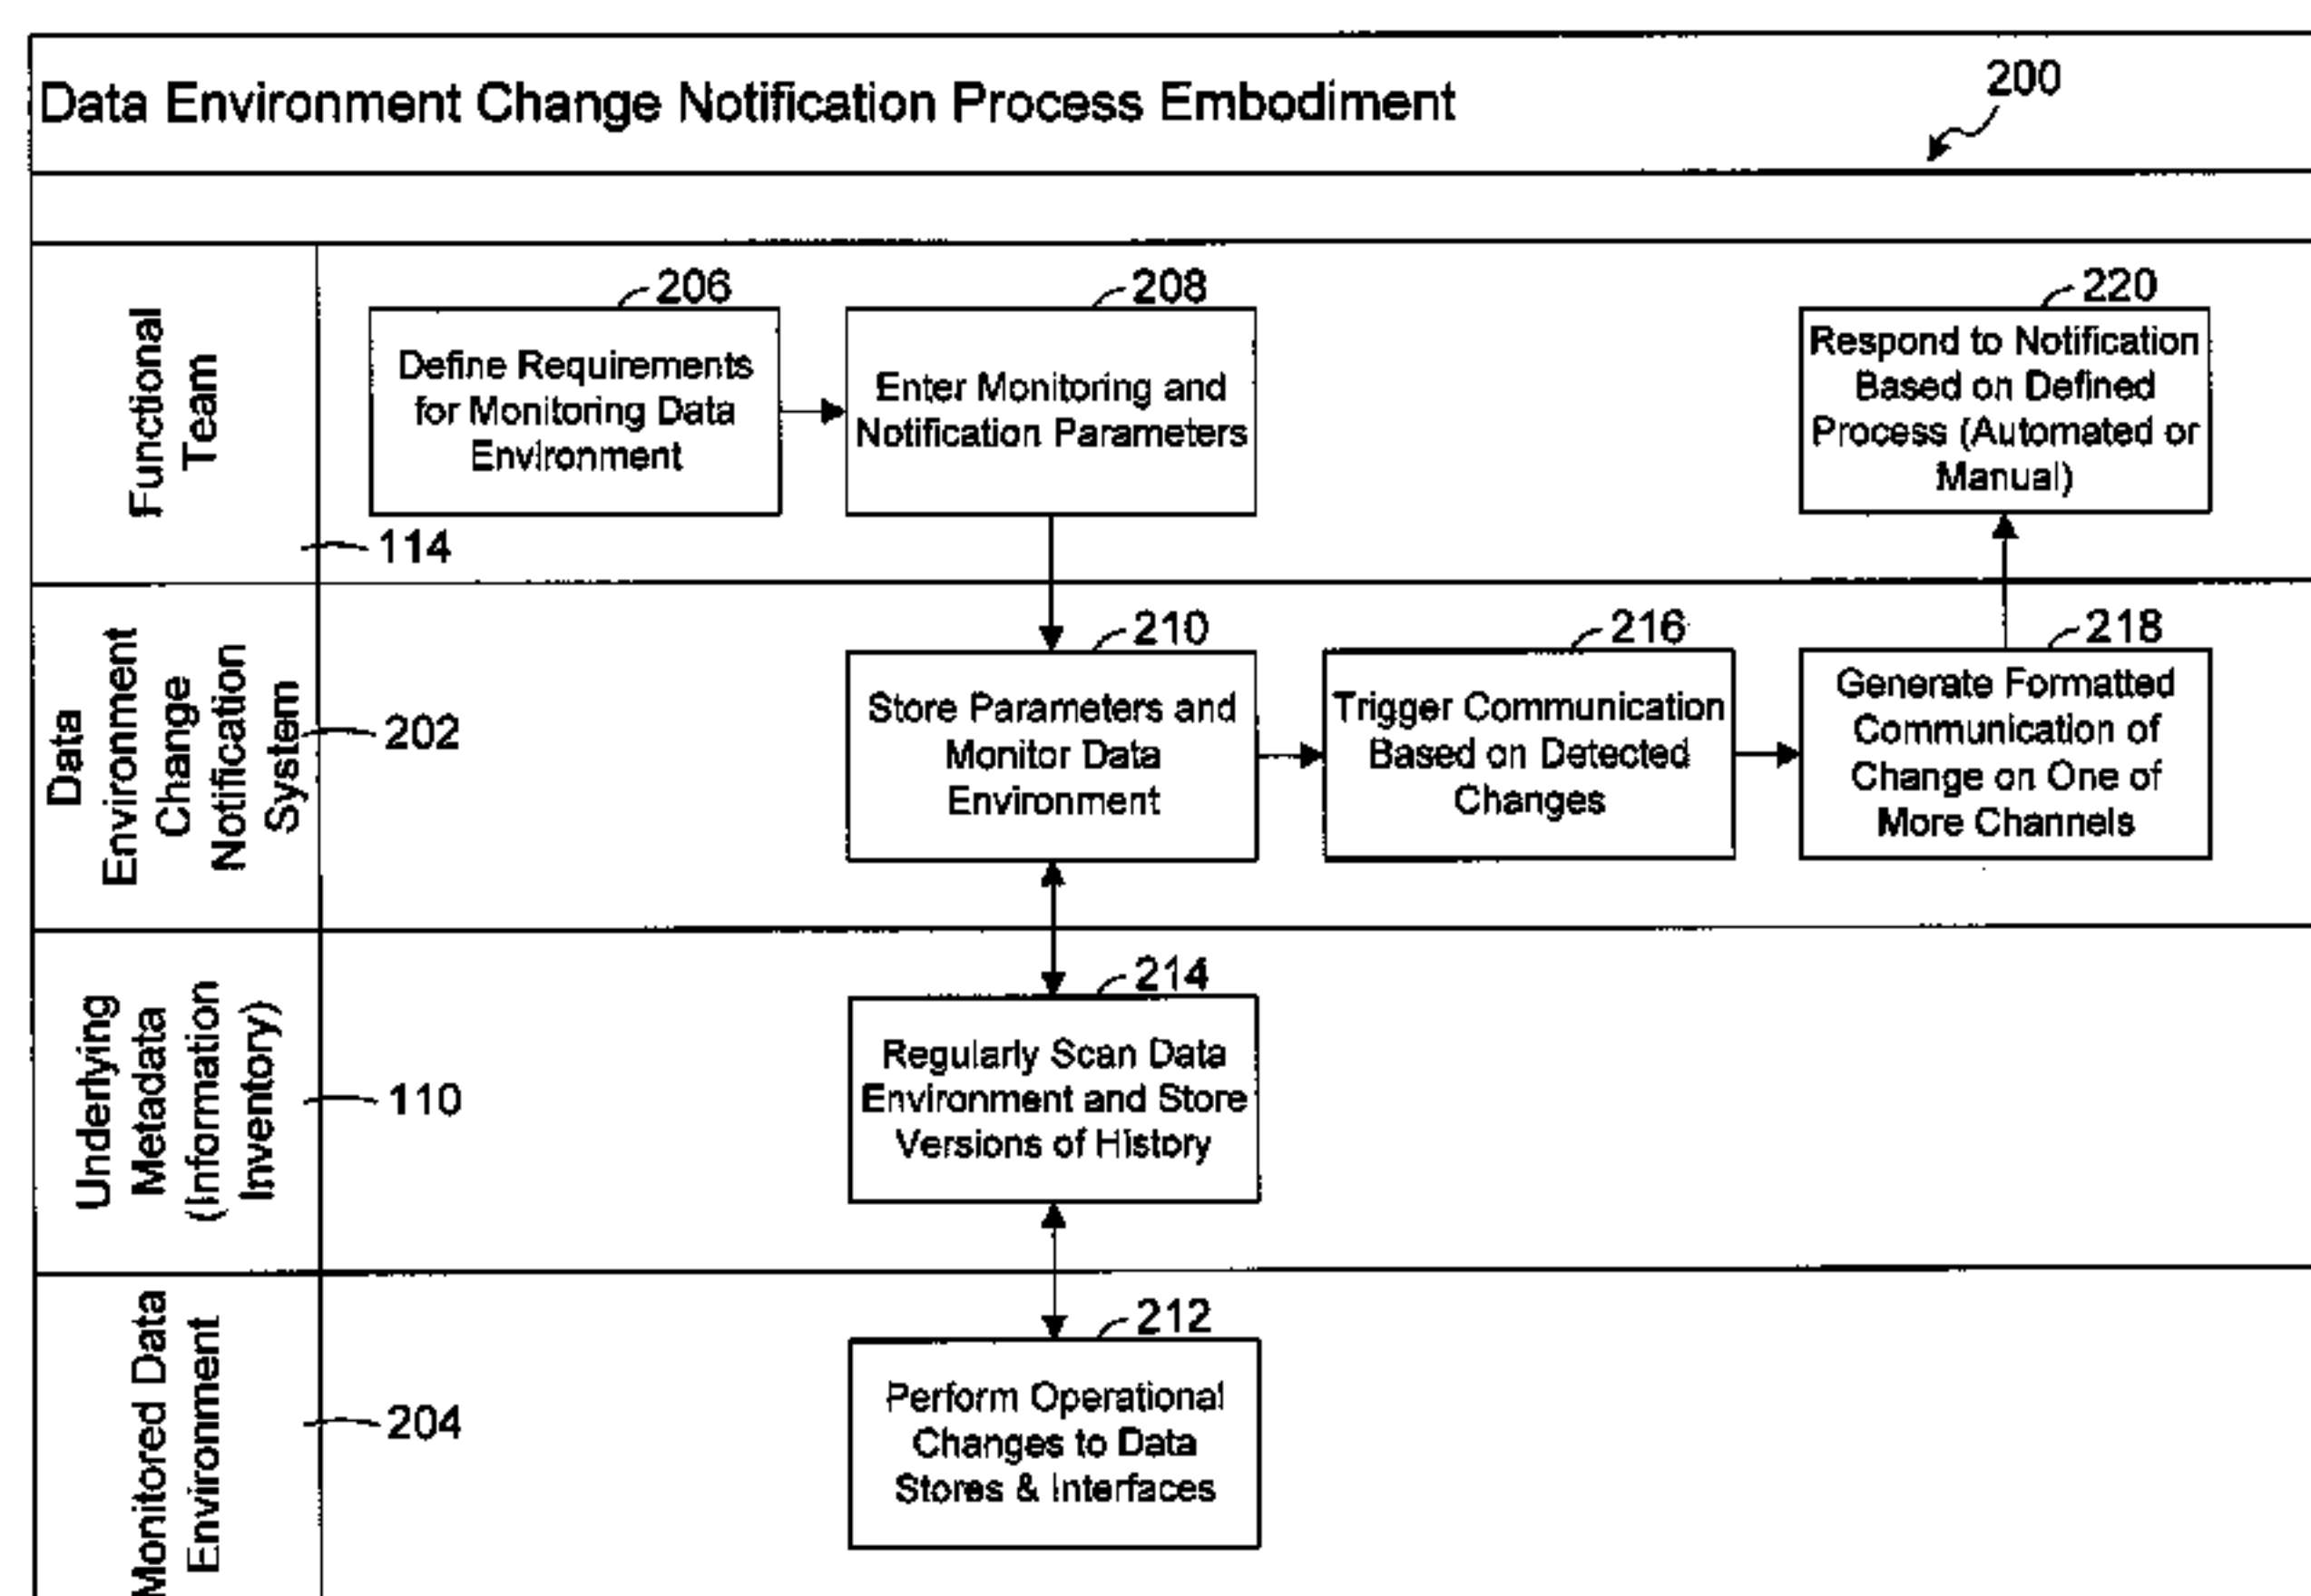 Data Environment Change Notification Process Embodiment
200
Functional
Team
114
206
Define Requirements
for Monitoring Data
Environment
208
Enter Monitoring and
Notification Parameters
220
Respond to Notification
Based on Defined
Process (Automated or
Manual)
Data
Environment
Change
Notification
System
202
210
Store Parameters and
Monitor Data
Environment
216
Trigger Communication
Based on Detected
Changes
218
Generate Formatted
Communication of
Change on One of
More Channels
Underlying
Metadata
(Information
Inventory)
110
214
Regularly Scan Data
Environment and Store
Versions of History
Monitored Data
Environment
204
212
Perform Operational
Changes to Data
Stores & Interfaces